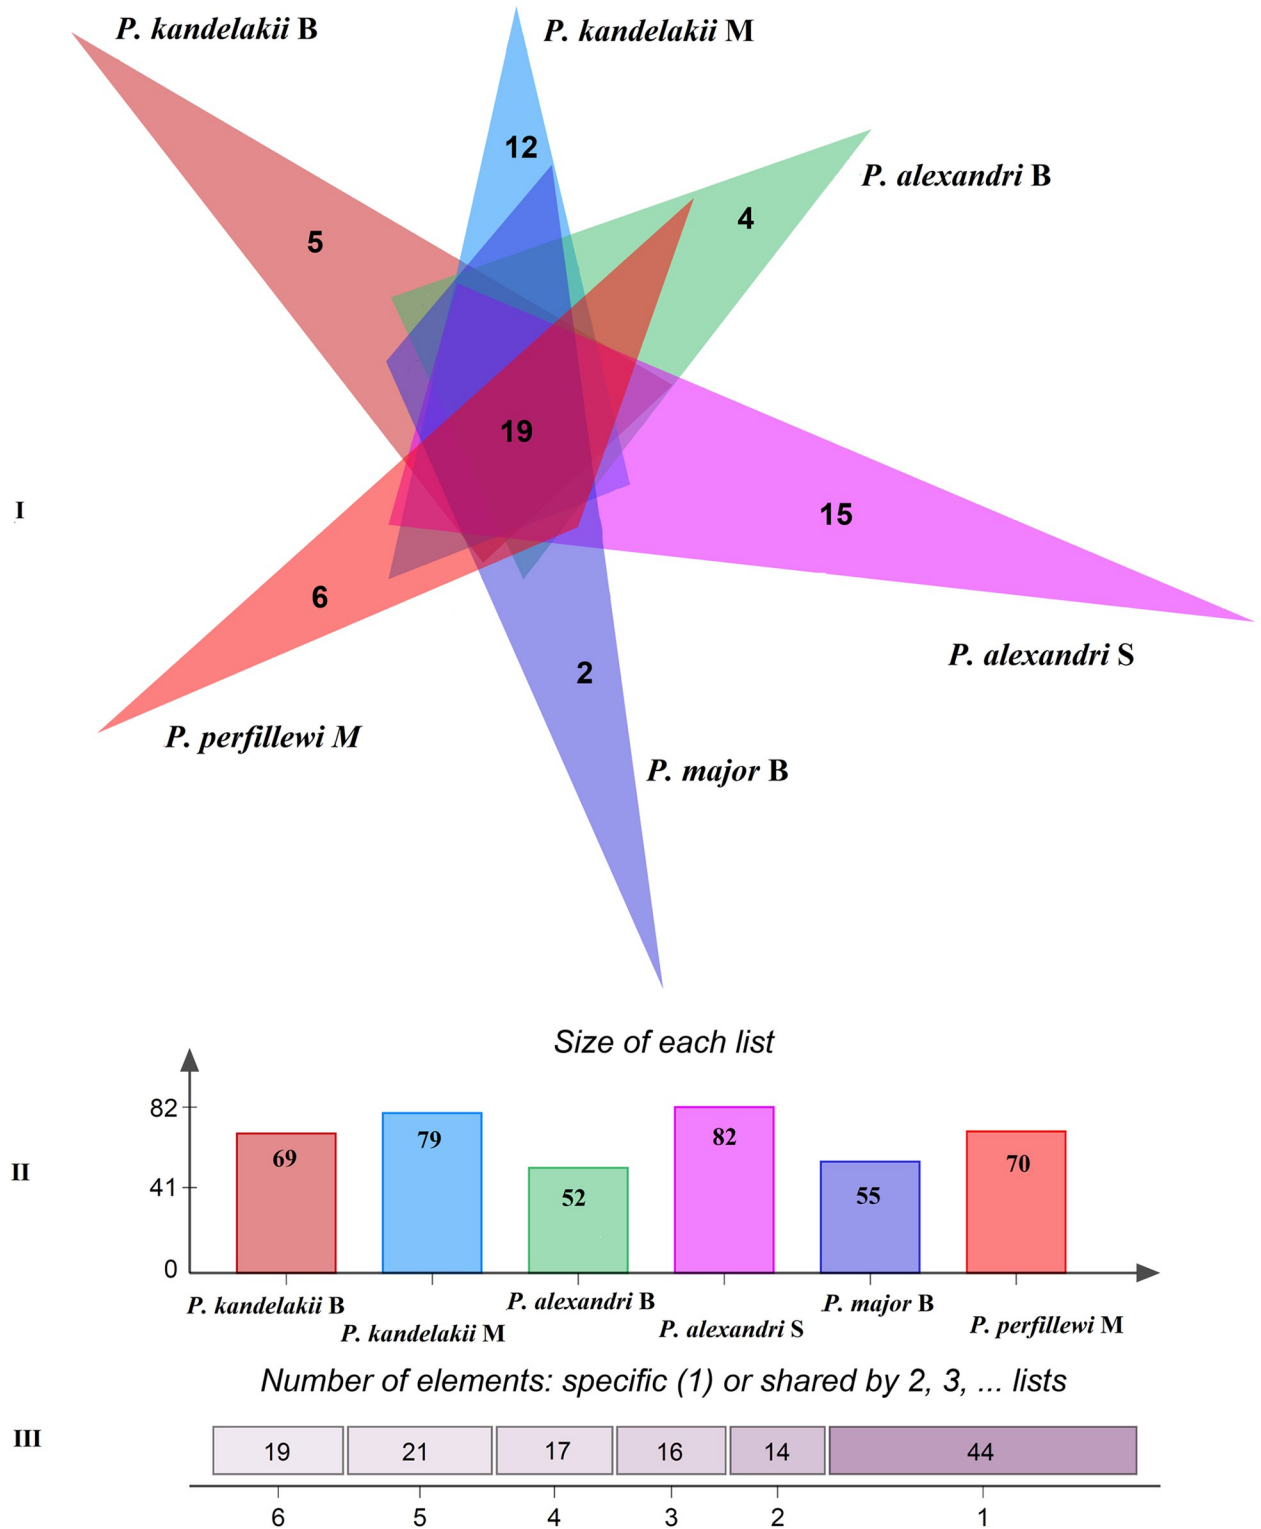 P. kandelakii B
P. kandelakii M
12
P. alexandri B
4
5
19
I
15
6
P. alexandri S
2
P. perfillewi M
P. major B
Size of each list
82
69
79
52
82
55
70
II
41
0
P. kandelakii B
P. kandelakii M
P. alexandri B
P. alexandri S
P. major B
P. perfillewi M
Number of elements: specific (1) or shared by 2, 3, ... lists
III
19 21 17 16 14 44
6 5 4 3 2 1